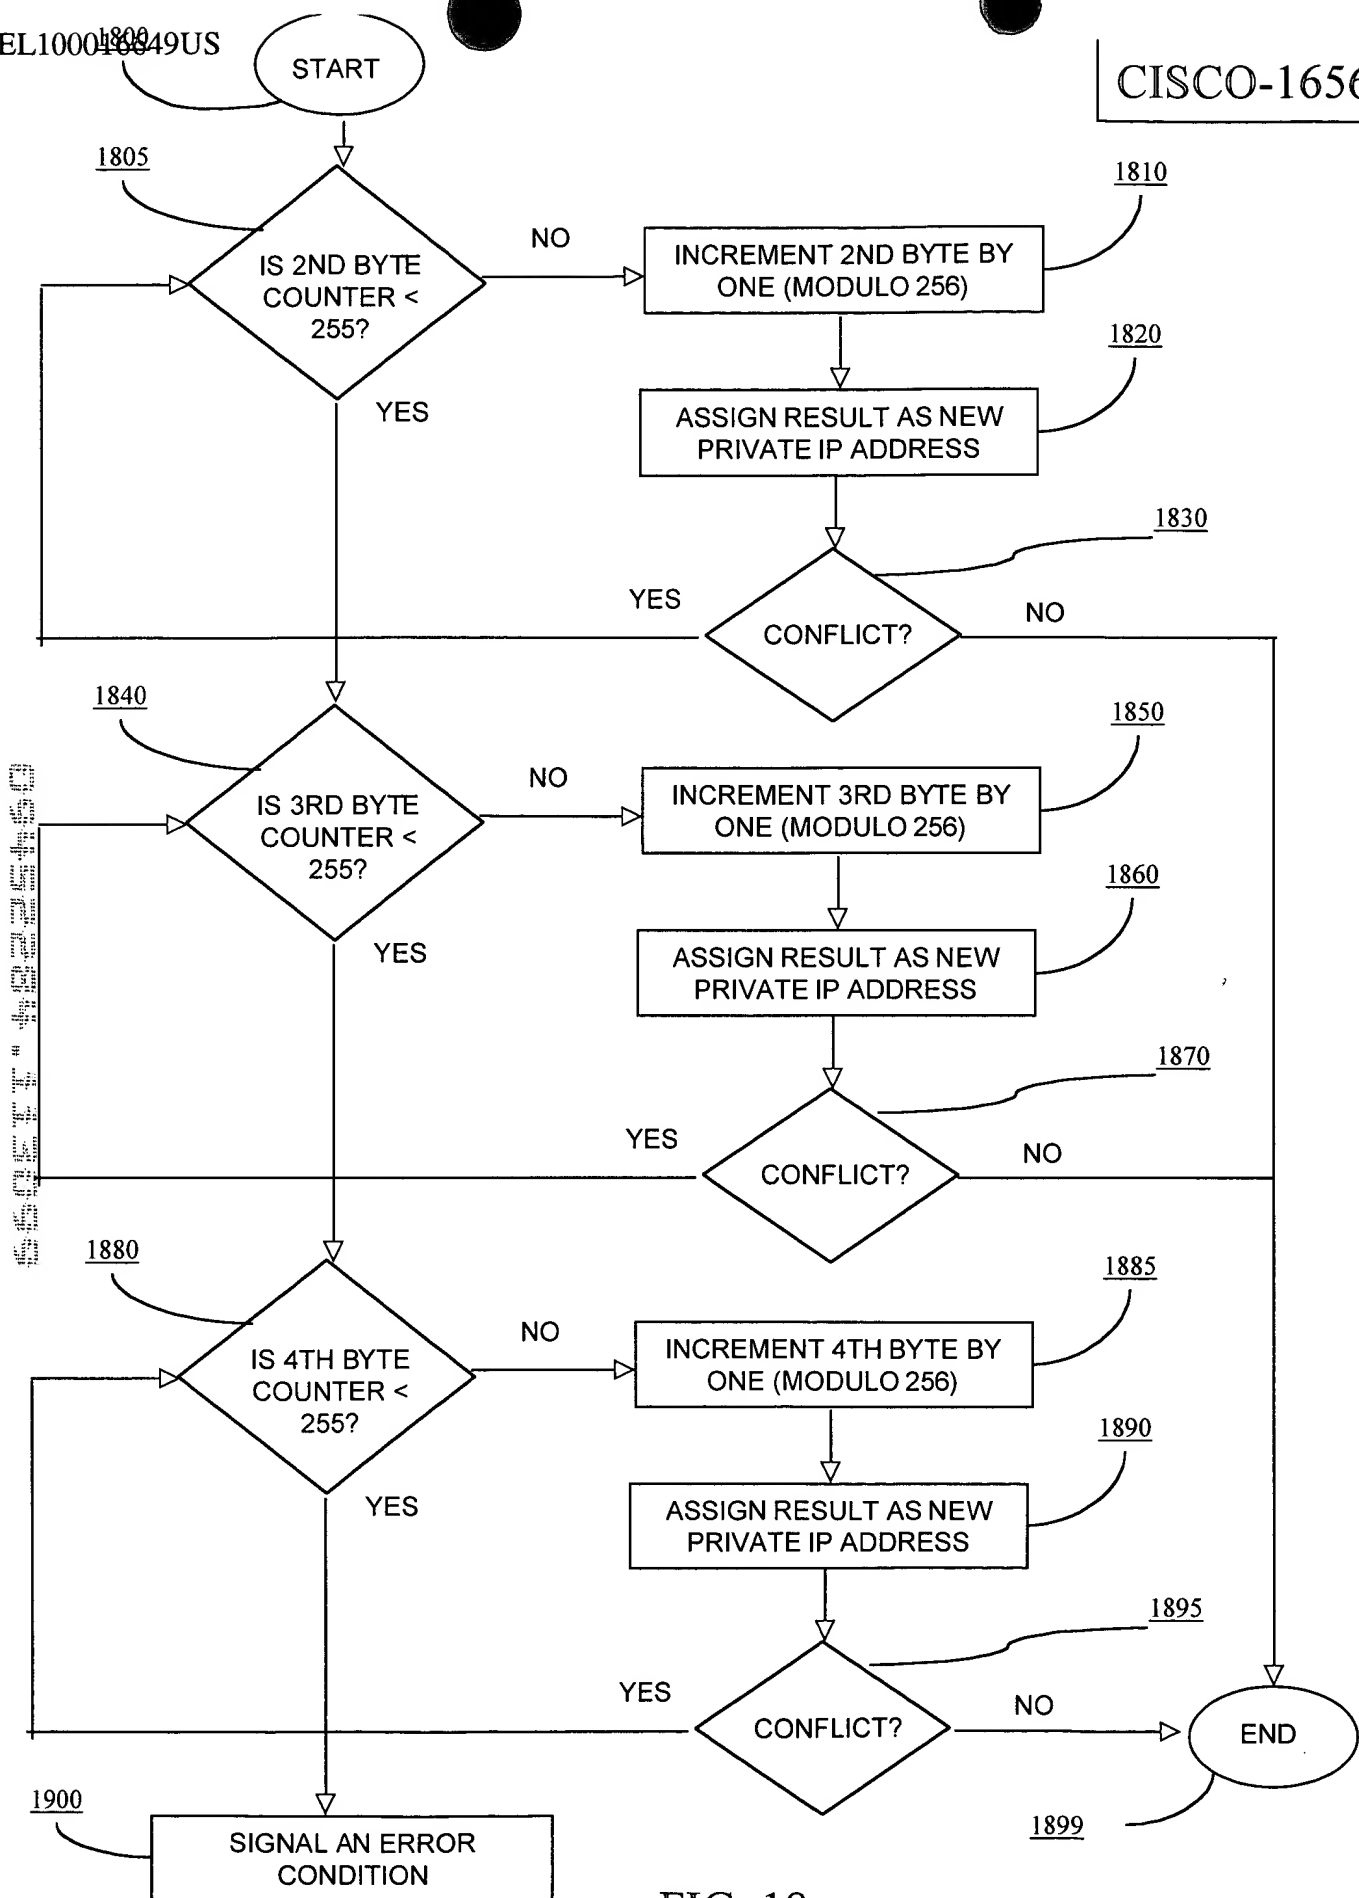 EL100016649US
1800
START
CISCO-1656
1805
1810
IS 2ND BYTE
COUNTER <
255?
NO
INCREMENT 2ND BYTE BY
ONE (MODULO 256)
1820
YES
ASSIGN RESULT AS NEW
PRIVATE IP ADDRESS
1830
YES
CONFLICT?
NO
1840
1850
IS 3RD BYTE
COUNTER <
255?
NO
INCREMENT 3RD BYTE BY
ONE (MODULO 256)
1860
YES
ASSIGN RESULT AS NEW
PRIVATE IP ADDRESS
1870
YES
CONFLICT?
NO
1880
1885
IS 4TH BYTE
COUNTER <
255?
NO
INCREMENT 4TH BYTE BY
ONE (MODULO 256)
1890
YES
ASSIGN RESULT AS NEW
PRIVATE IP ADDRESS
1895
YES
CONFLICT?
NO
END
1899
1900
SIGNAL AN ERROR
CONDITION